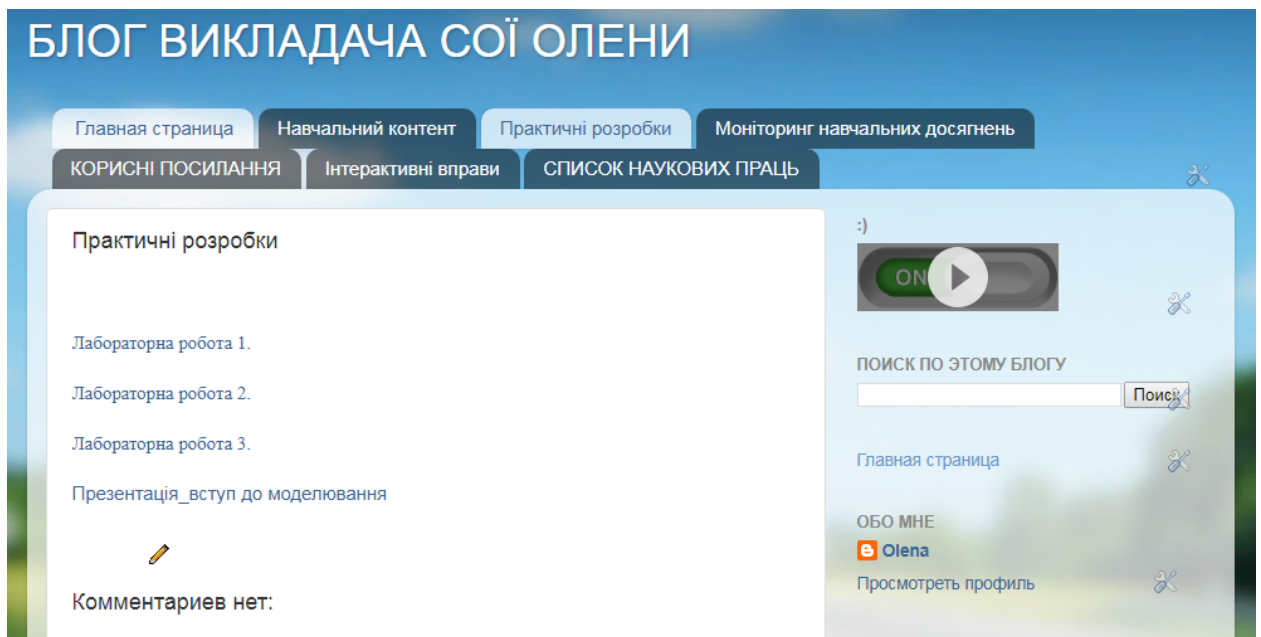 БЛОГ ВИКЛАДАЧА СОЇ ОЛЕНИ
Главная страница Навчальний контент Практичні розробки Моніторинг навчальних досягнень
КОРИСНІ ПОСИЛАННЯ Інтерактивні вправи СПИСОК НАУКОВИХ ПРАЦЬ
Практичні розробки
Лабораторна робота 1.
Лабораторна робота 2.
Лабораторна робота 3.
Презентація_вступ до моделювання
Комментариев нет:
:)
ON
ПОИСК ПО ЭТОМУ БЛОГУ
Поиск
Главная страница
ОБО МНЕ
Olena
Просмотреть профиль